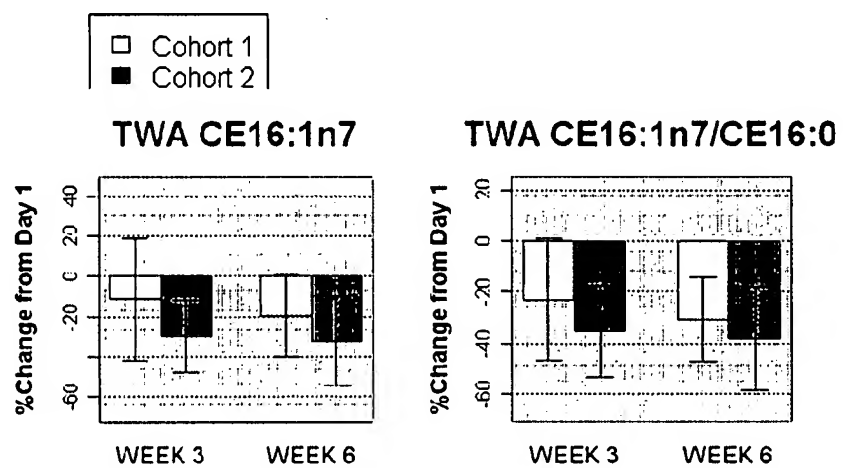 Cohort 1
Cohort 2
TWA CE16:1n7
%Change from Day 1
40
20
0
20
-60
WEEK 3
WEEK 6
TWA CE16:1n7/CE16:0
%Change from Day 1
20
0
-20
-40
-60
WEEK 3
WEEK 6